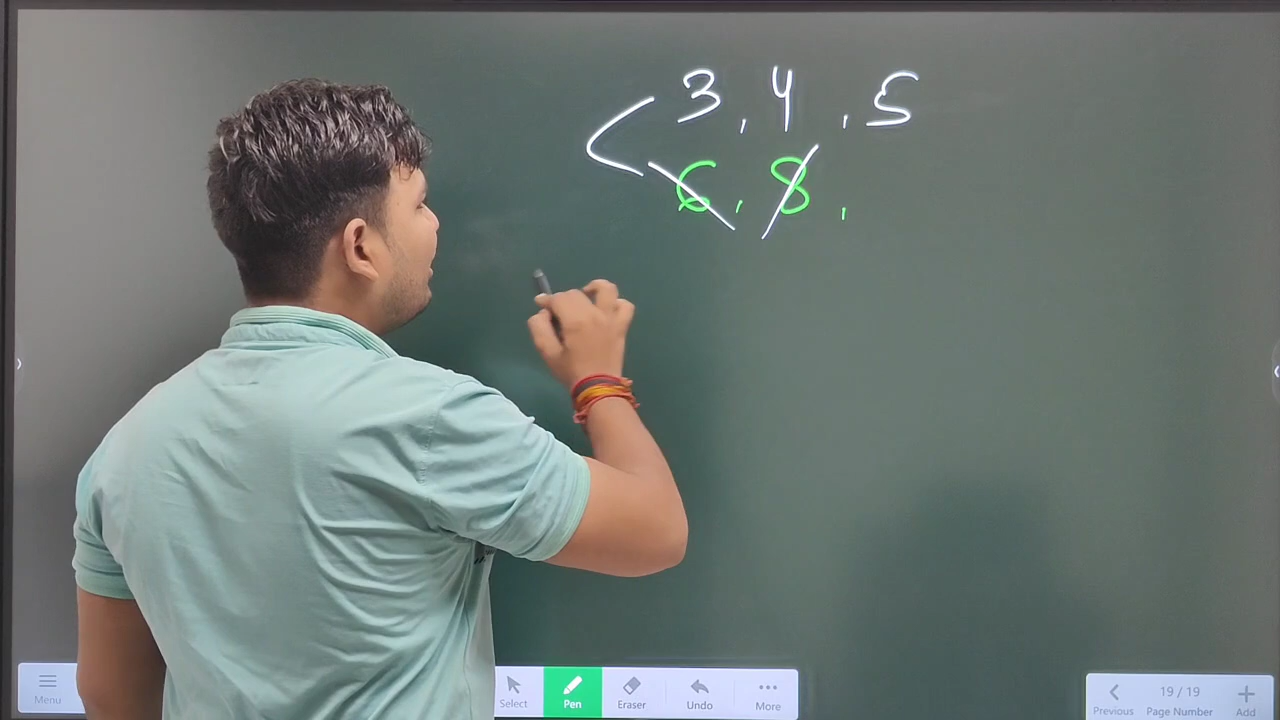 3, 4, 5
6, 8,
Menu
Select
Pen
Eraser
Undo
More
Previous
19 / 19
Page Number
Add